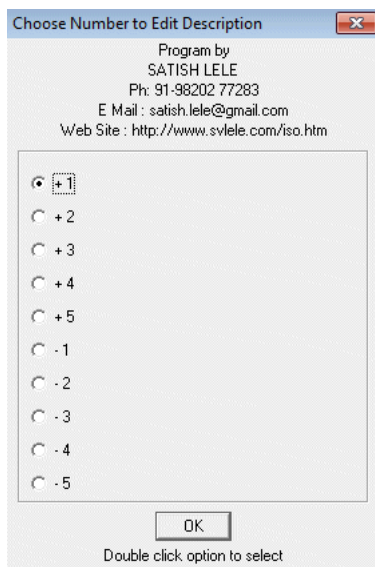 Choose Number to Edit Description
Program by
SATISH LELE
Ph: 91-98202 77283
E Mail : satish.lele@gmail.com
Web Site : http://www.svlele.com/iso.htm
+ 1
+ 2
+ 3
+ 4
+ 5
- 1
- 2
- 3
- 4
- 5
OK
Double click option to select